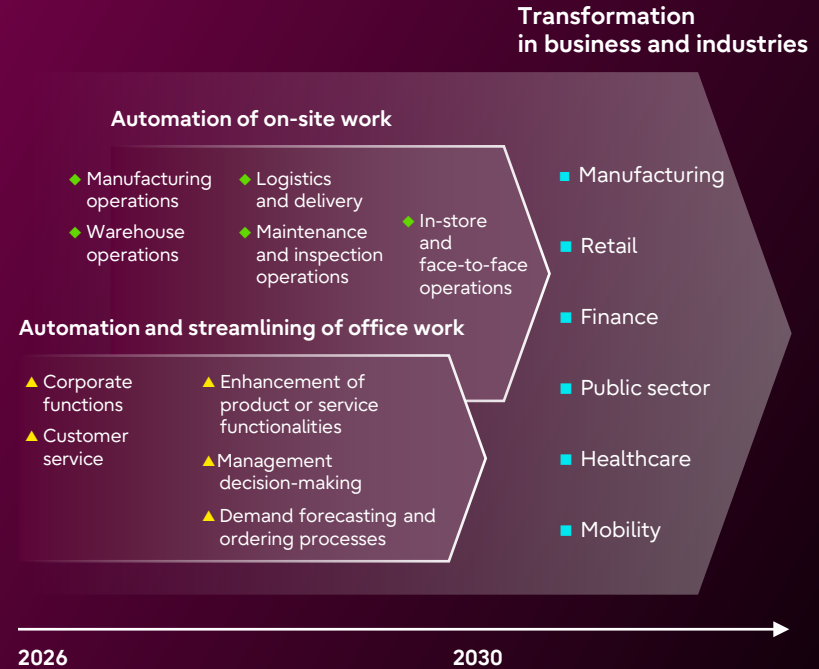 Transformation
in business and industries
Automation of on-site work
Manufacturing
operations
Warehouse
operations
Logistics
and delivery
Maintenance
and inspection
operations
In-store
and
face-to-face
operations
Automation and streamlining of office work
Corporate
functions
Customer
service
Enhancement of
product or service
functionalities
Management
decision-making
Demand forecasting and
ordering processes
Manufacturing
Retail
Finance
Public sector
Healthcare
Mobility
2026
2030